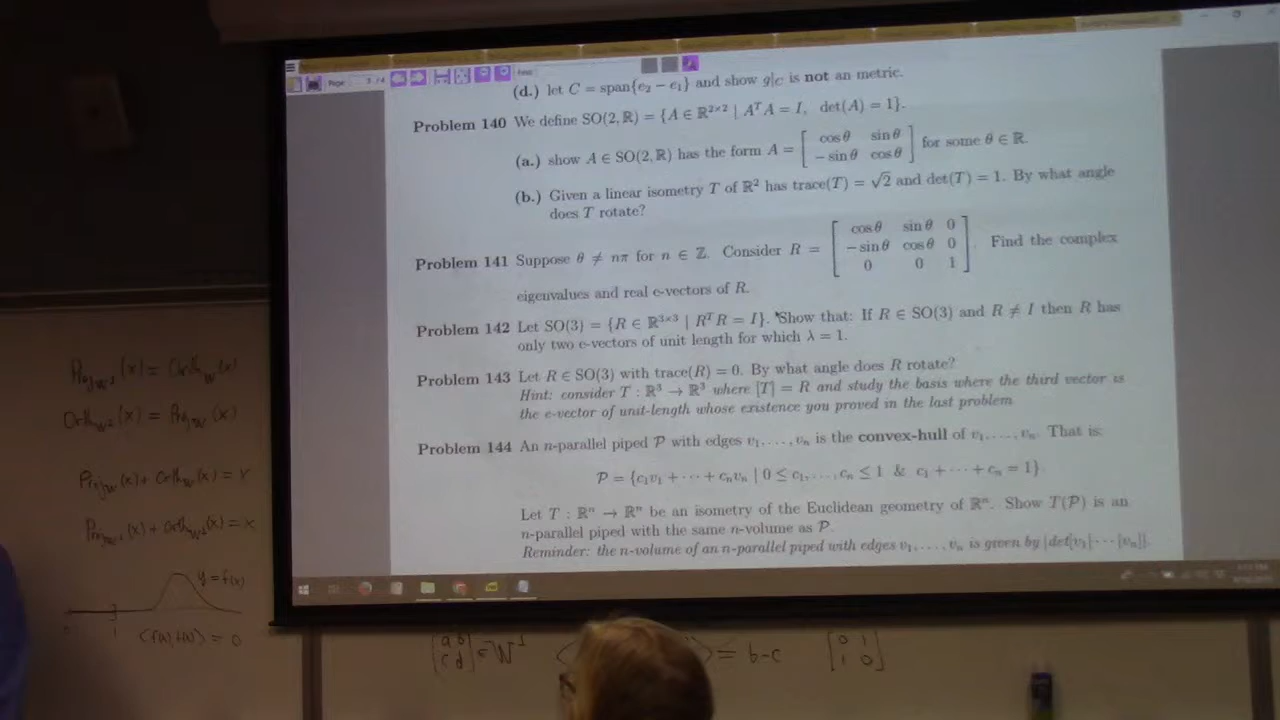 Page 3 / 4
(d.) let C = span{e₂ − e₁} and show g|_C is not an metric.
Problem 140 We define SO(2, ℝ) = {A ∈ ℝ^{2×2} | A^T A = I, det(A) = 1}.
(a.) show A ∈ SO(2, ℝ) has the form A = [ cos θ sin θ ; − sin θ cos θ ] for some θ ∈ ℝ.
(b.) Given a linear isometry T of ℝ² has trace(T) = √2 and det(T) = 1. By what angle
does T rotate?
Problem 141 Suppose θ ≠ nπ for n ∈ ℤ. Consider R = [ cos θ sin θ 0 ; − sin θ cos θ 0 ; 0 0 1 ]. Find the complex
eigenvalues and real e-vectors of R.
Problem 142 Let SO(3) = {R ∈ ℝ^{3×3} | R^T R = I}. Show that: If R ∈ SO(3) and R ≠ I then R has
only two e-vectors of unit length for which λ = 1.
Problem 143 Let R ∈ SO(3) with trace(R) = 0. By what angle does R rotate?
Hint: consider T : ℝ³ → ℝ³ where [T] = R and study the basis where the third vector is
the e-vector of unit-length whose existence you proved in the last problem
Problem 144 An n-parallel piped P with edges v₁, . . . , vₙ is the convex-hull of v₁, . . . , vₙ. That is:
P = {c₁v₁ + · · · + cₙvₙ | 0 ≤ c₁, . . . , cₙ ≤ 1 & c₁ + · · · + cₙ = 1}
Let T : ℝⁿ → ℝⁿ be an isometry of the Euclidean geometry of ℝⁿ. Show T(P) is an
n-parallel piped with the same n-volume as P.
Reminder: the n-volume of an n-parallel piped with edges v₁, . . . , vₙ is given by |det[v₁| · · · |vₙ]|.
Orth_W(x)
(x) = Proj_W(x)
Proj_W(x) + Orth_W(x) = x
y = f(x)
= 0
[ a b ; c d ] ∈ W^⊥
= b-c
[ 0 1 ; 1 0 ]